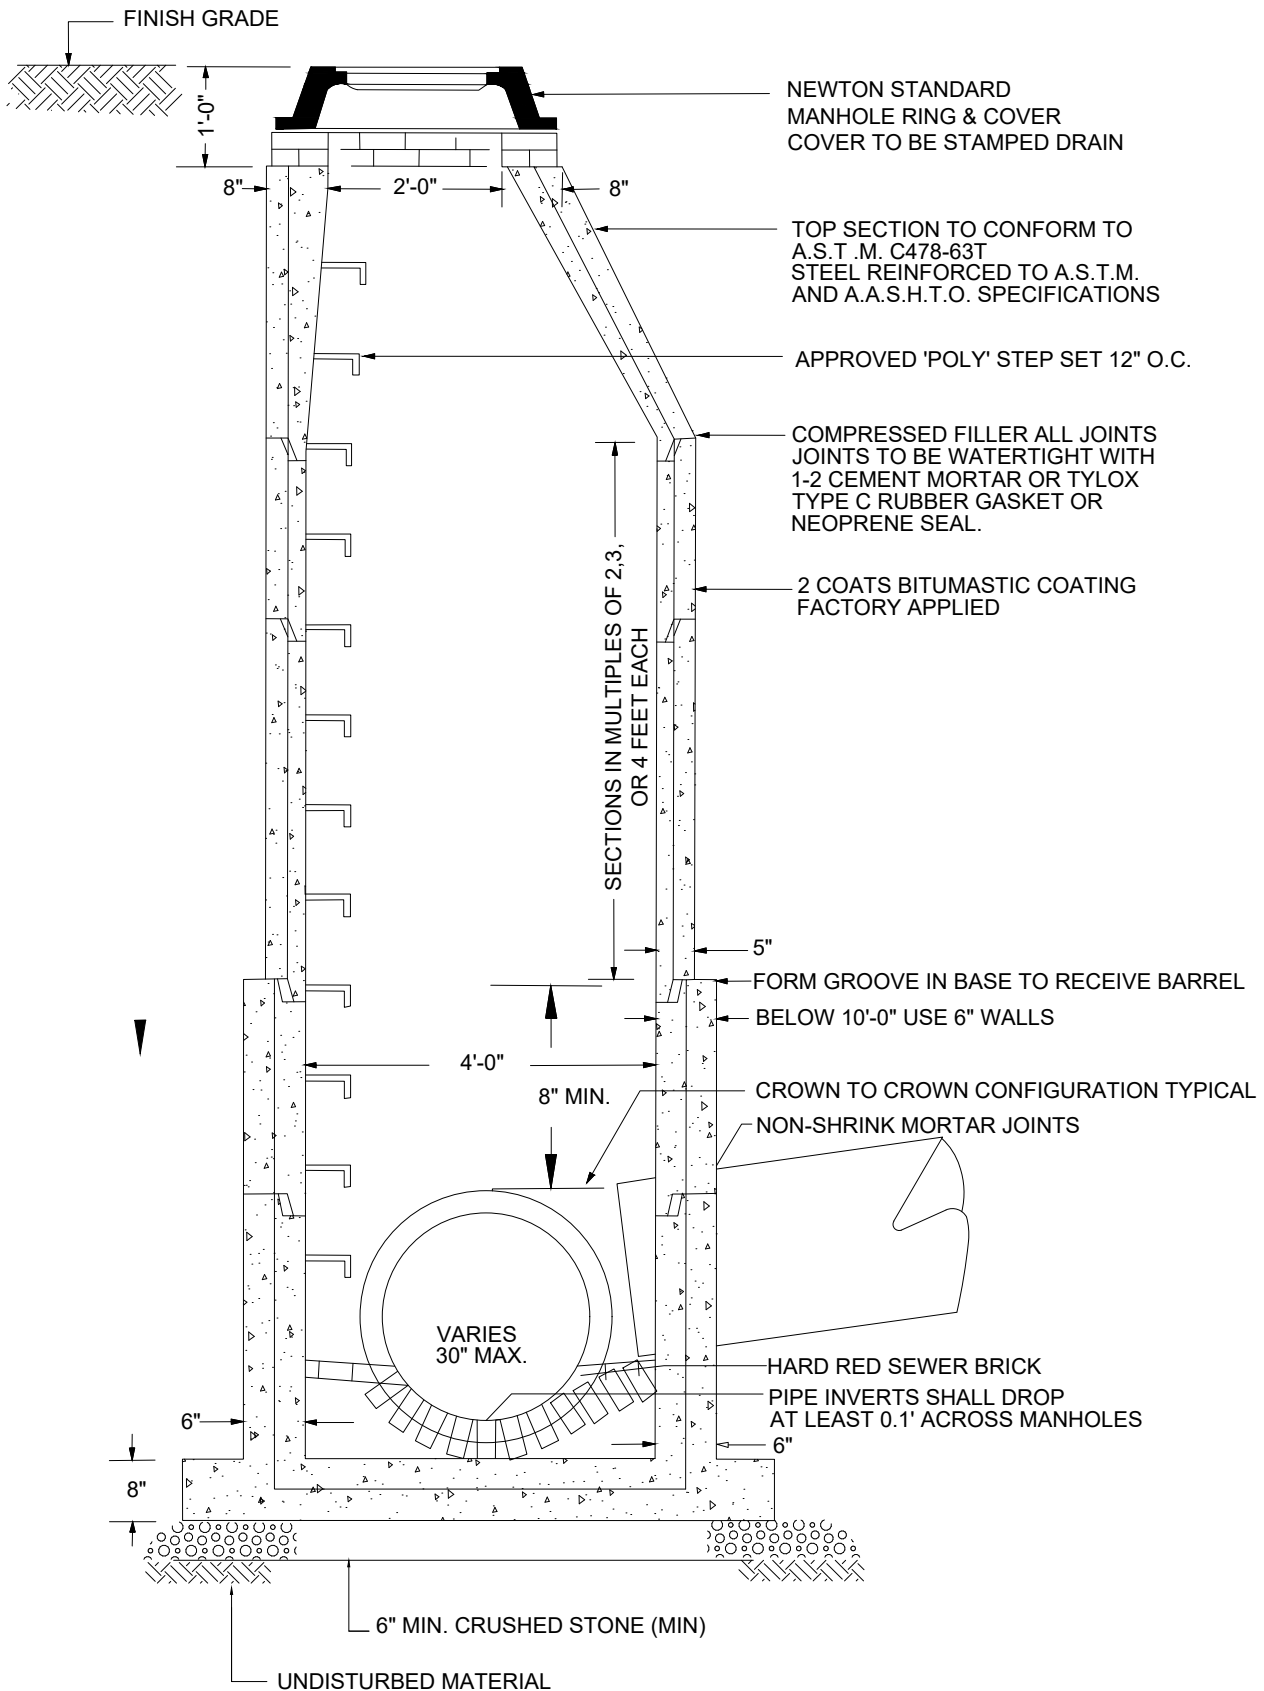 FINISH GRADE
1'-0"
NEWTON STANDARD
MANHOLE RING & COVER
COVER TO BE STAMPED DRAIN
8"
2'-0"
8"
TOP SECTION TO CONFORM TO
A.S.T .M. C478-63T
STEEL REINFORCED TO A.S.T.M.
AND A.A.S.H.T.O. SPECIFICATIONS
APPROVED 'POLY' STEP SET 12" O.C.
COMPRESSED FILLER ALL JOINTS
JOINTS TO BE WATERTIGHT WITH
1-2 CEMENT MORTAR OR TYLOX
TYPE C RUBBER GASKET OR
NEOPRENE SEAL.
SECTIONS IN MULTIPLES OF 2,3,
OR 4 FEET EACH
2 COATS BITUMASTIC COATING
FACTORY APPLIED
5"
FORM GROOVE IN BASE TO RECEIVE BARREL
BELOW 10'-0" USE 6" WALLS
4'-0"
8" MIN.
CROWN TO CROWN CONFIGURATION TYPICAL
NON-SHRINK MORTAR JOINTS
VARIES
30" MAX.
HARD RED SEWER BRICK
PIPE INVERTS SHALL DROP
AT LEAST 0.1' ACROSS MANHOLES
6"
6"
8"
6" MIN. CRUSHED STONE (MIN)
UNDISTURBED MATERIAL